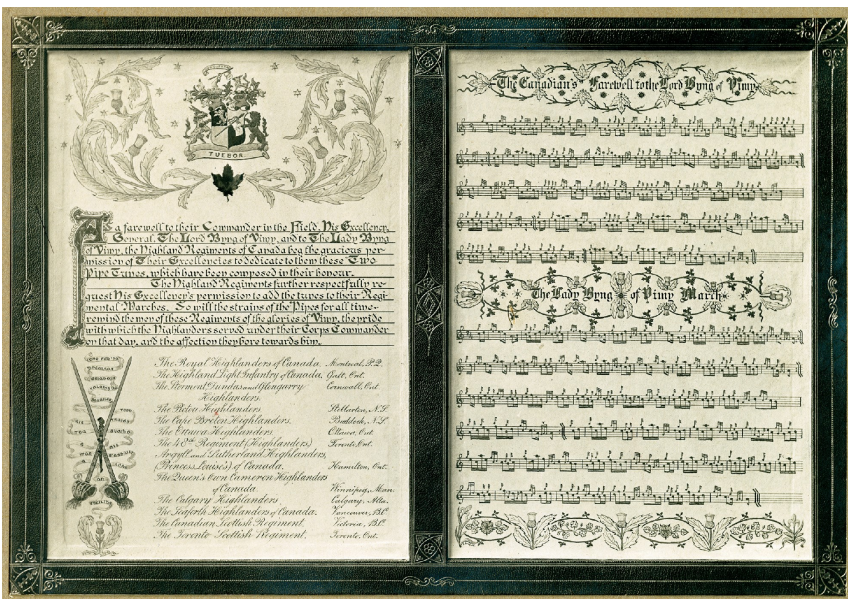 TUEBOR
As a farewell to their Commander in the Field, His Excellency,
General, The Lord Byng of Vimy, and to The Lady Byng
of Vimy, the Highland Regiments of Canada beg the gracious per-
mission of Their Excellencies to dedicate to them these Two
Pipe Tunes, which have been composed in their honour.
The Highland Regiments further respectfully re-
quest His Excellency's permission to add the tunes to their Regi-
mental Marches. So will the strains of the Pipes for all time
remind the men of these Regiments of the glories of Vimy, the pride
with which the Highlanders served under their Corps Commander
on that day, and the affection they bore towards him.
The Royal Highlanders of Canada. Montreal, P.Q.
The Highland Light Infantry of Canada, Galt, Ont.
The Stormont, Dundas and Glengarry Cornwall, Ont.
Highlanders.
The Pictou Highlanders Stellarton, N.S.
The Cape Breton Highlanders. Baddeck, N.S.
The Ottawa Highlanders Ottawa, Ont.
The 48th Regiment (Highlanders) Toronto, Ont.
Argyll and Sutherland Highlanders,
(Princess Louise's) of Canada. Hamilton, Ont.
The Queen's Own Cameron Highlanders
of Canada Winnipeg, Man.
The Calgary Highlanders Calgary, Alta.
The Seaforth Highlanders of Canada. Vancouver, B.C.
The Canadian Scottish Regiment. Victoria, B.C.
The Toronto Scottish Regiment. Toronto, Ont.
The Canadian's Farewell to the Lord Byng of Vimy
The Lady Byng of Vimy March